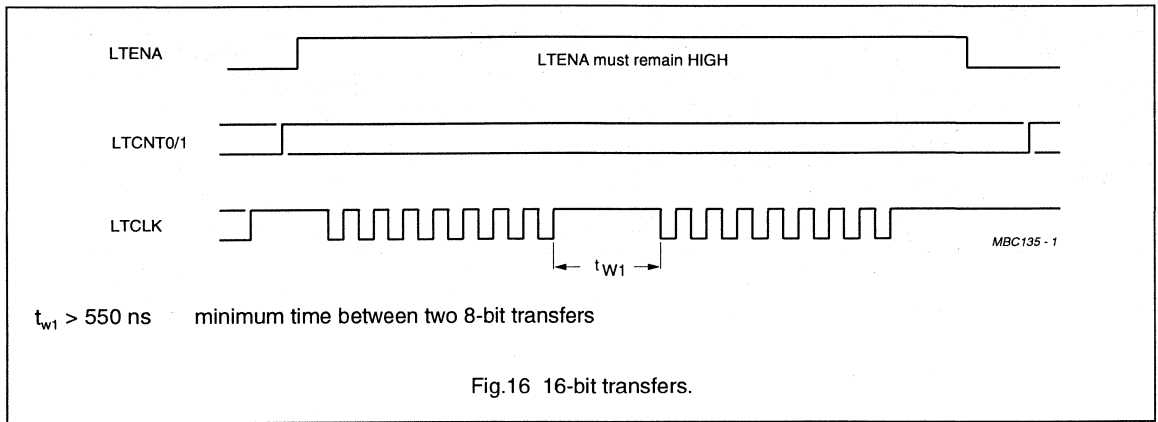 LTENA
LTENA must remain HIGH
LTCNT0/1
LTCLK
MBC135 - 1
tW1
tw1 > 550 ns minimum time between two 8-bit transfers
Fig.16 16-bit transfers.